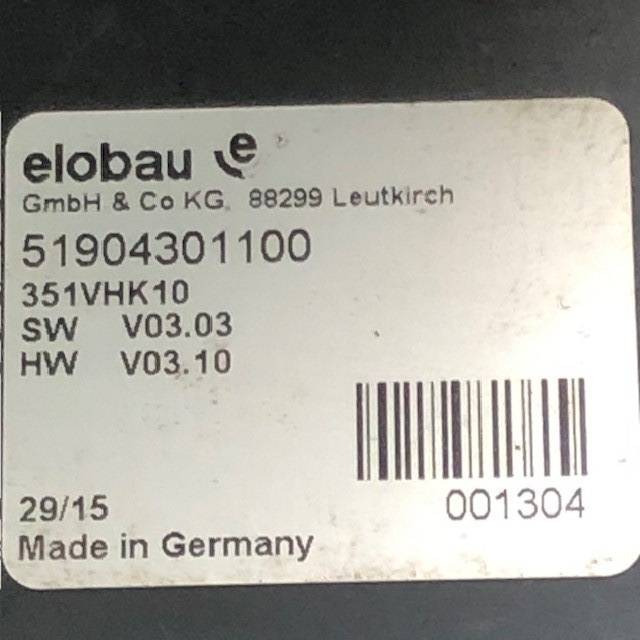 elobau e
GmbH & Co KG. 88299 Leutkirch
51904301100
351VHK10
SW V03.03
HW V03.10
001304
29/15
Made in Germany